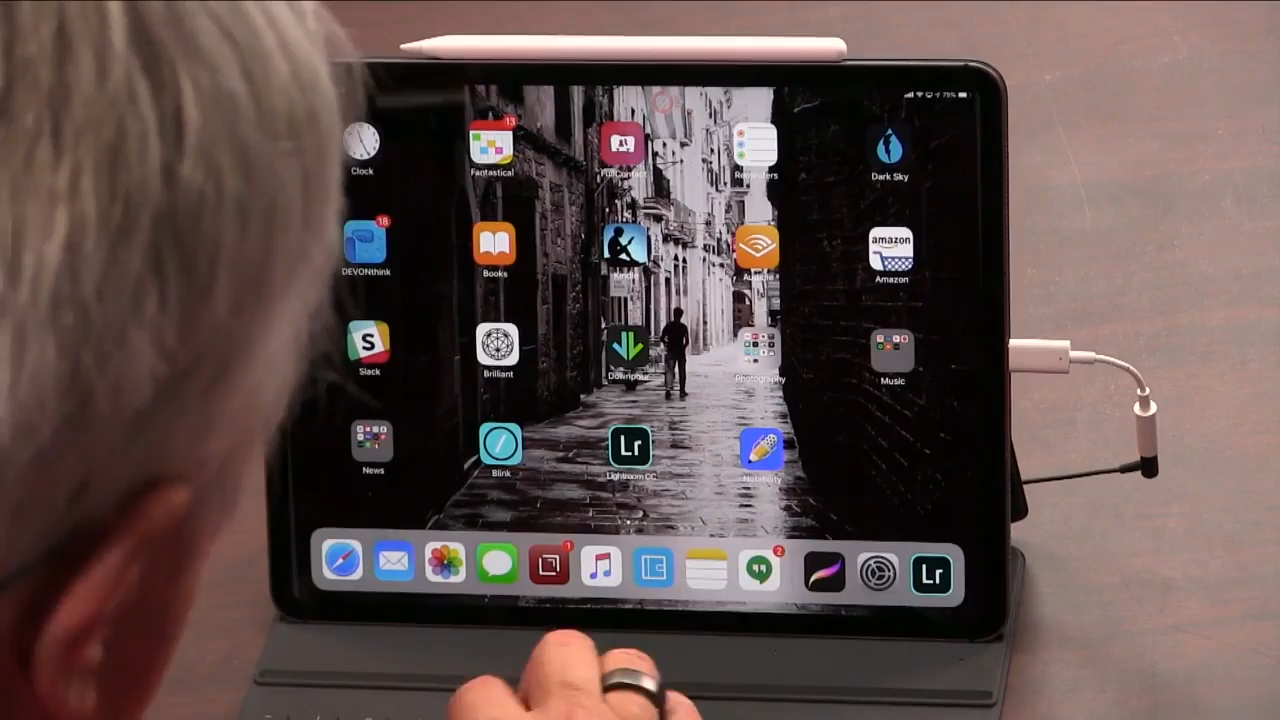 75%
13
Clock
Fantastical
FullContact
Reminders
Dark Sky
18
amazon
DEVONthink
Books
Kindle
Audible
Amazon
S
Slack
Brilliant
Downpour
Photography
Music
Lr
News
Blink
Lightroom CC
Notability
1
2
Lr